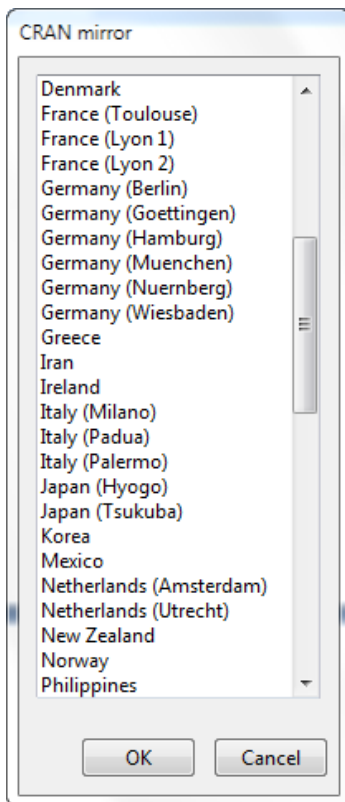 CRAN mirror
Denmark
France (Toulouse)
France (Lyon 1)
France (Lyon 2)
Germany (Berlin)
Germany (Goettingen)
Germany (Hamburg)
Germany (Muenchen)
Germany (Nuernberg)
Germany (Wiesbaden)
Greece
Iran
Ireland
Italy (Milano)
Italy (Padua)
Italy (Palermo)
Japan (Hyogo)
Japan (Tsukuba)
Korea
Mexico
Netherlands (Amsterdam)
Netherlands (Utrecht)
New Zealand
Norway
Philippines
OK Cancel